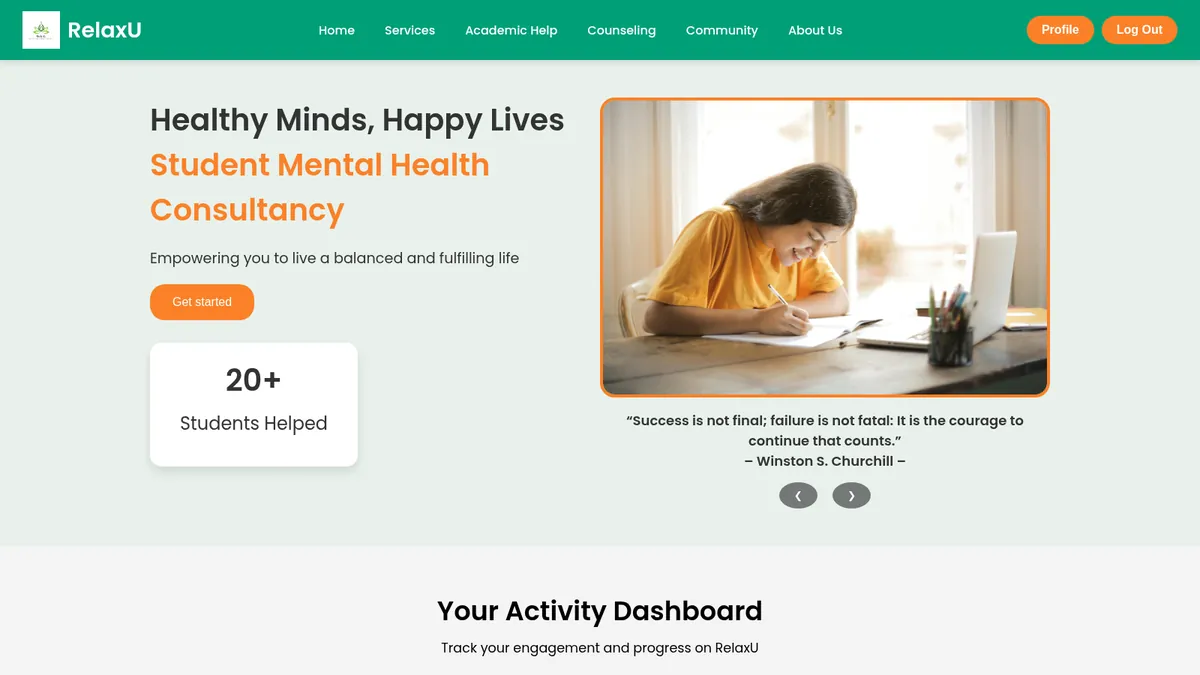 RelaxU
Home
Services
Academic Help
Counseling
Community
About Us
Profile
Log Out
Healthy Minds, Happy Lives
Student Mental Health
Consultancy
Empowering you to live a balanced and fulfilling life
Get started
20+
Students Helped
“Success is not final; failure is not fatal: It is the courage to
continue that counts.”
– Winston S. Churchill –
❮
❯
Your Activity Dashboard
Track your engagement and progress on RelaxU